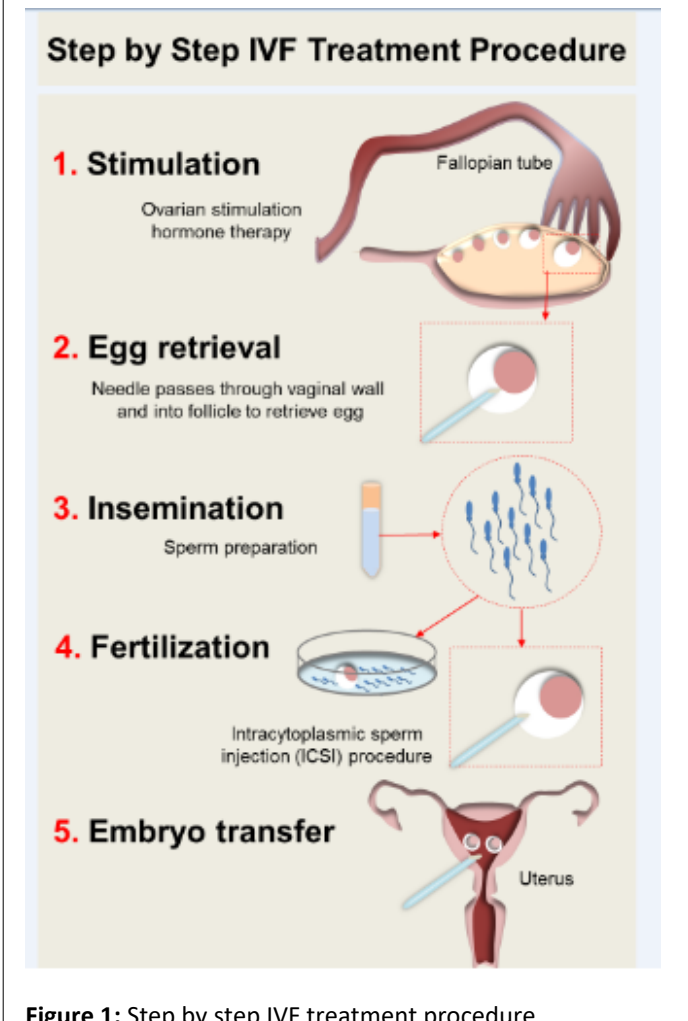 Step by Step IVF Treatment Procedure
1. Stimulation
Fallopian tube
Ovarian stimulation
hormone therapy
2. Egg retrieval
Needle passes through vaginal wall
and into follicle to retrieve egg
3. Insemination
Sperm preparation
4. Fertilization
Intracytoplasmic sperm
injection (ICSI) procedure
5. Embryo transfer
Uterus
Figure 1: Step by step IVF treatment procedure